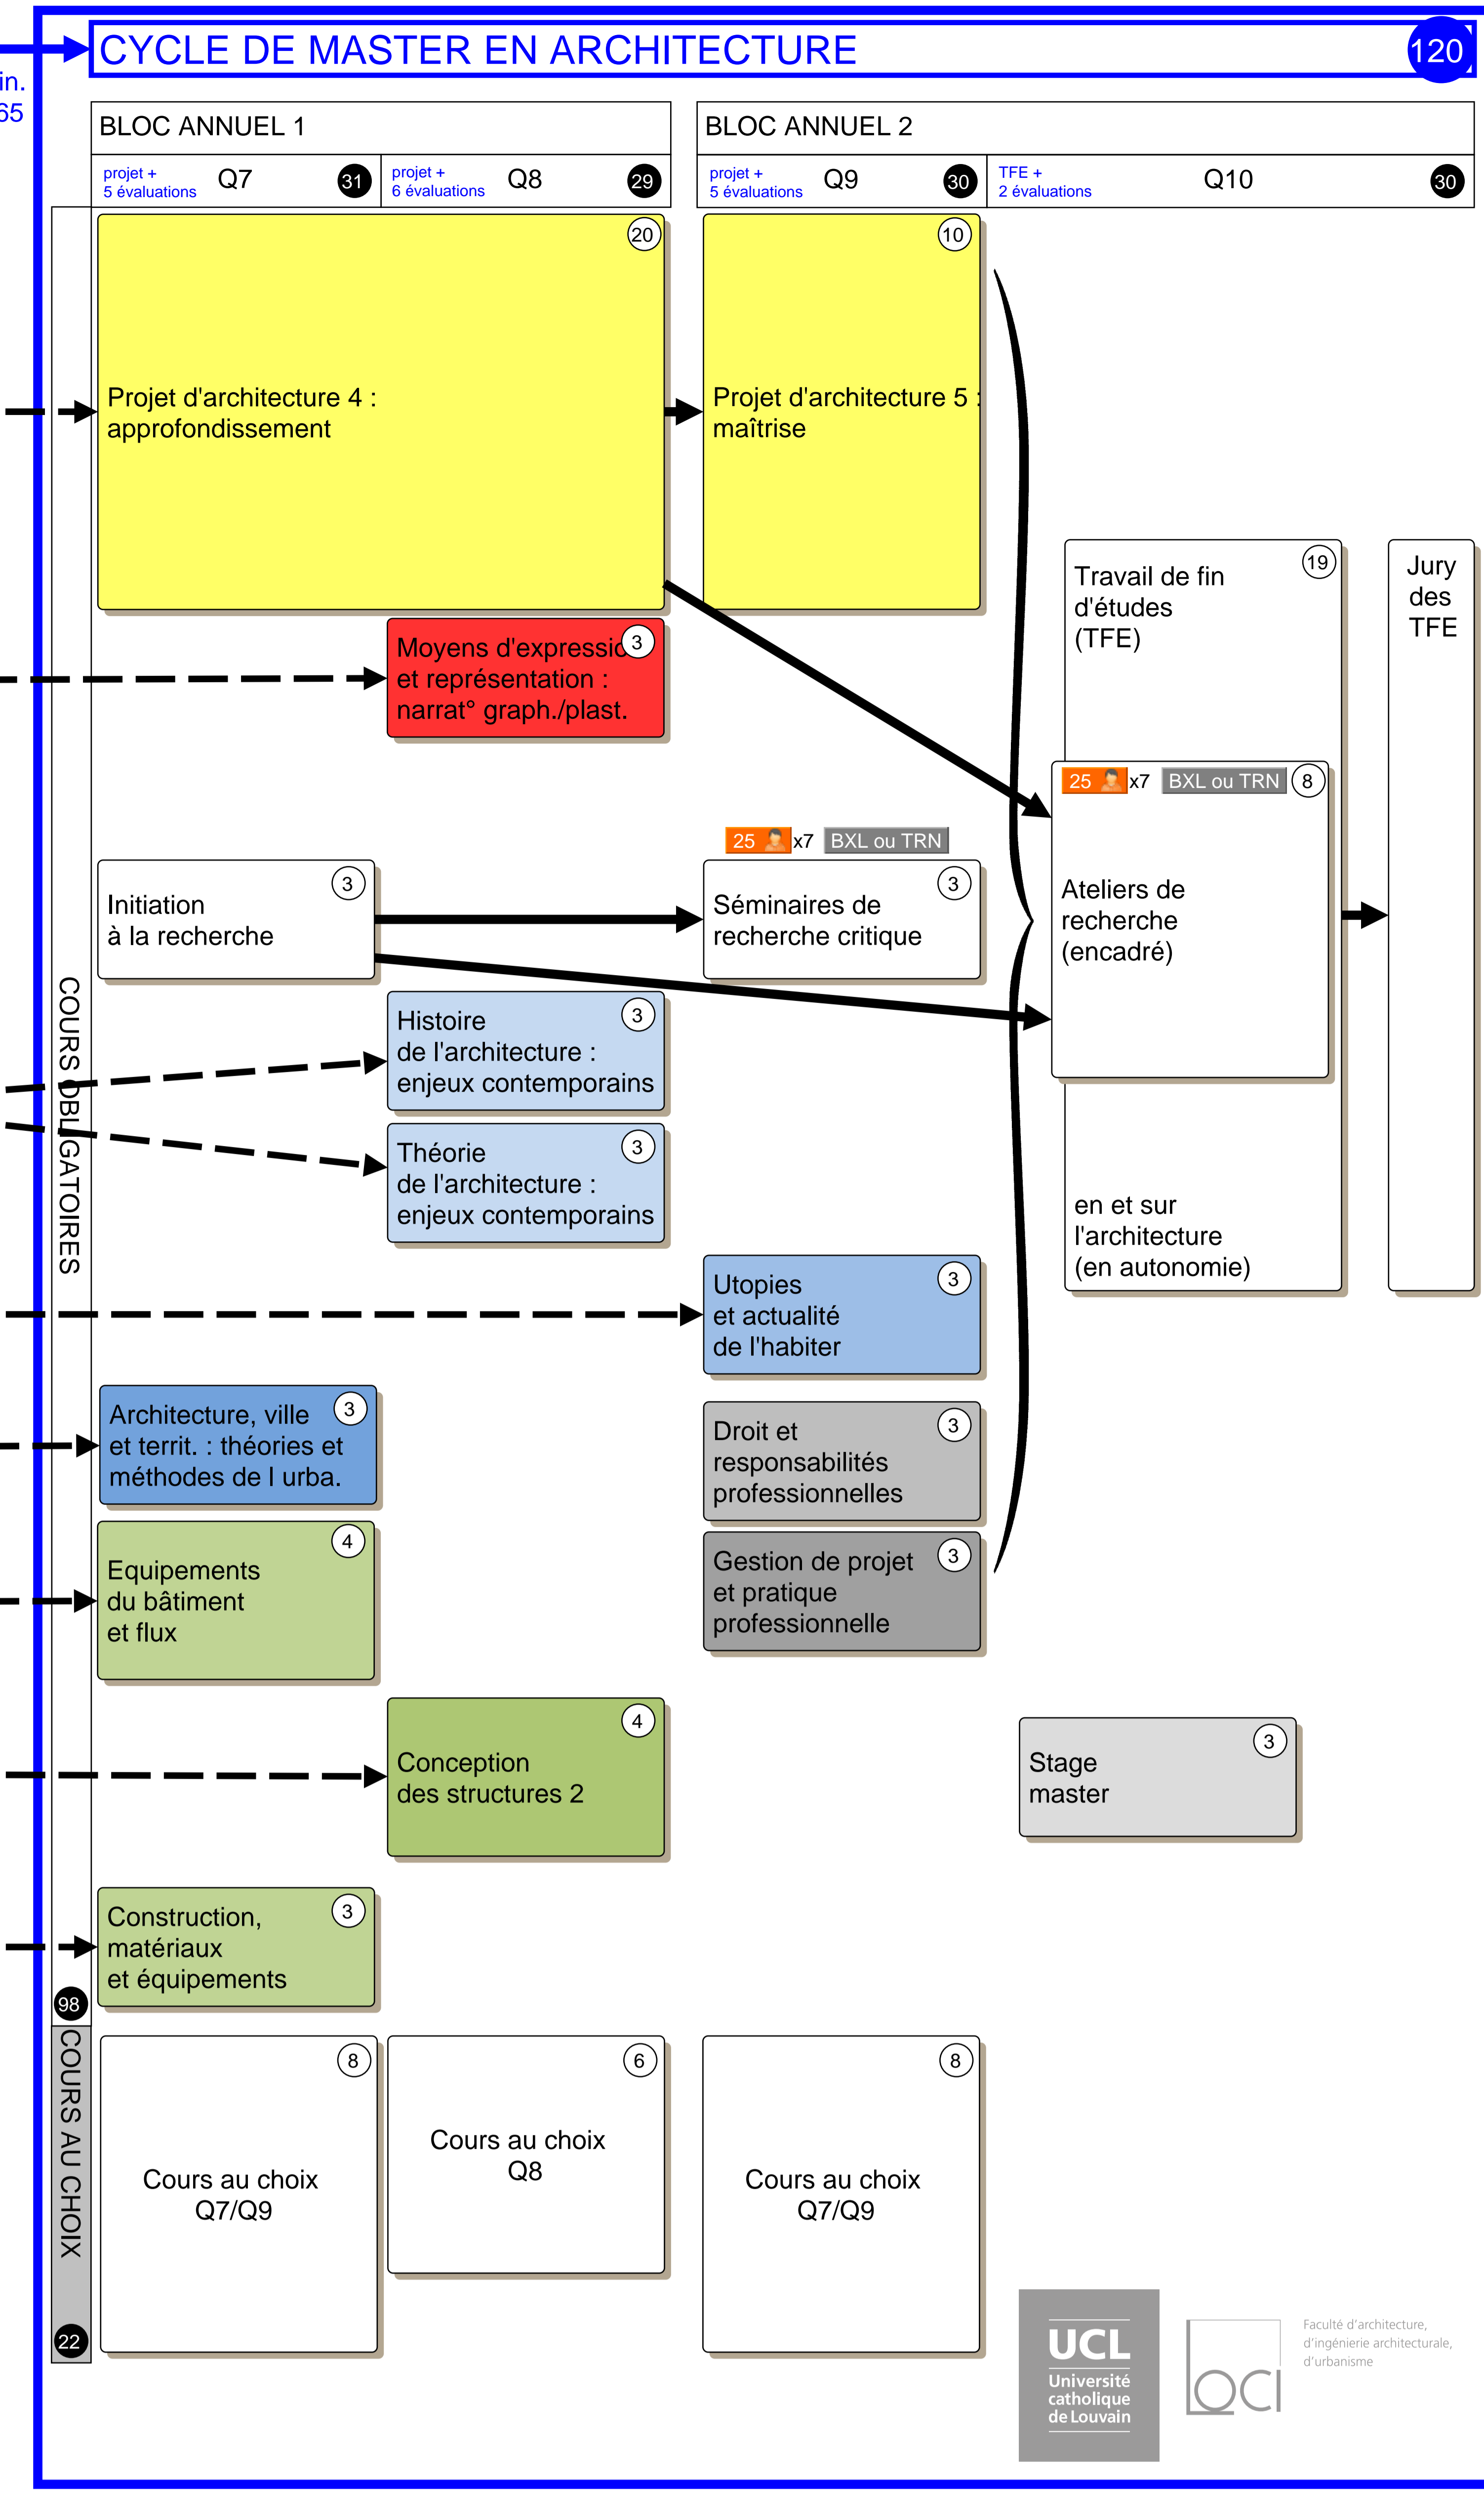 CYCLE DE MASTER EN ARCHITECTURE
120
in.
65
BLOC ANNUEL 1
BLOC ANNUEL 2
projet +
5 évaluations
Q7
31
projet +
6 évaluations
Q8
29
projet +
5 évaluations
Q9
30
TFE +
2 évaluations
Q10
30
COURS OBLIGATOIRES
98
20
Projet d'architecture 4 :
approfondissement
10
Projet d'architecture 5 :
maîtrise
Moyens d'expressio
3
et représentation :
narrat° graph./plast.
19
Travail de fin
d'études
(TFE)
Jury
des
TFE
25 x7 BXL ou TRN 8
Ateliers de
recherche
(encadré)
en et sur
l'architecture
(en autonomie)
3
Initiation
à la recherche
25 x7 BXL ou TRN
3
Séminaires de
recherche critique
3
Histoire
de l'architecture :
enjeux contemporains
3
Théorie
de l'architecture :
enjeux contemporains
3
Utopies
et actualité
de l'habiter
3
Architecture, ville
et territ. : théories et
méthodes de l urba.
3
Droit et
responsabilités
professionnelles
4
Equipements
du bâtiment
et flux
3
Gestion de projet
et pratique
professionnelle
4
Conception
des structures 2
3
Stage
master
3
Construction,
matériaux
et équipements
COURS AU CHOIX
22
8
Cours au choix
Q7/Q9
6
Cours au choix
Q8
8
Cours au choix
Q7/Q9
UCL
Université
catholique
de Louvain
loci
Faculté d'architecture,
d'ingénierie architecturale,
d'urbanisme